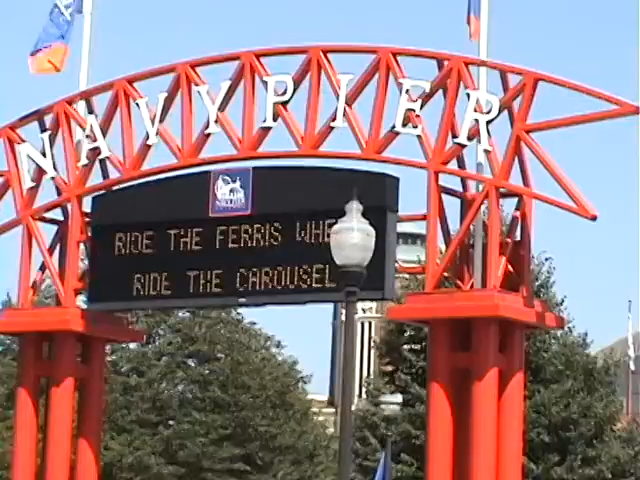 NAVY PIER
RIDE THE FERRIS WHE
RIDE THE CAROUSEL